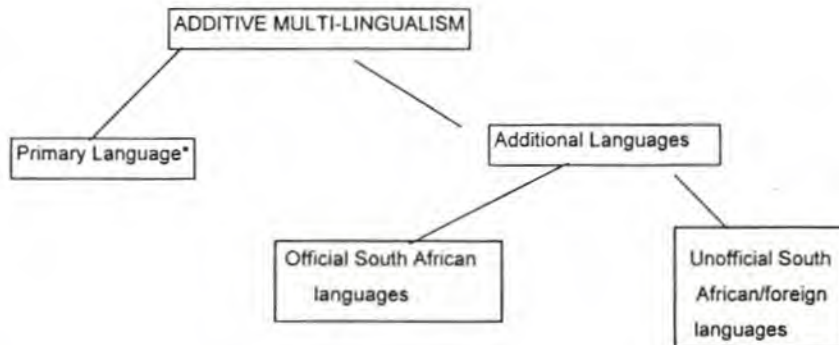 ADDITIVE MULTI-LINGUALISM
Primary Language*
Additional Languages
Official South African
languages
Unofficial South
African/foreign
languages